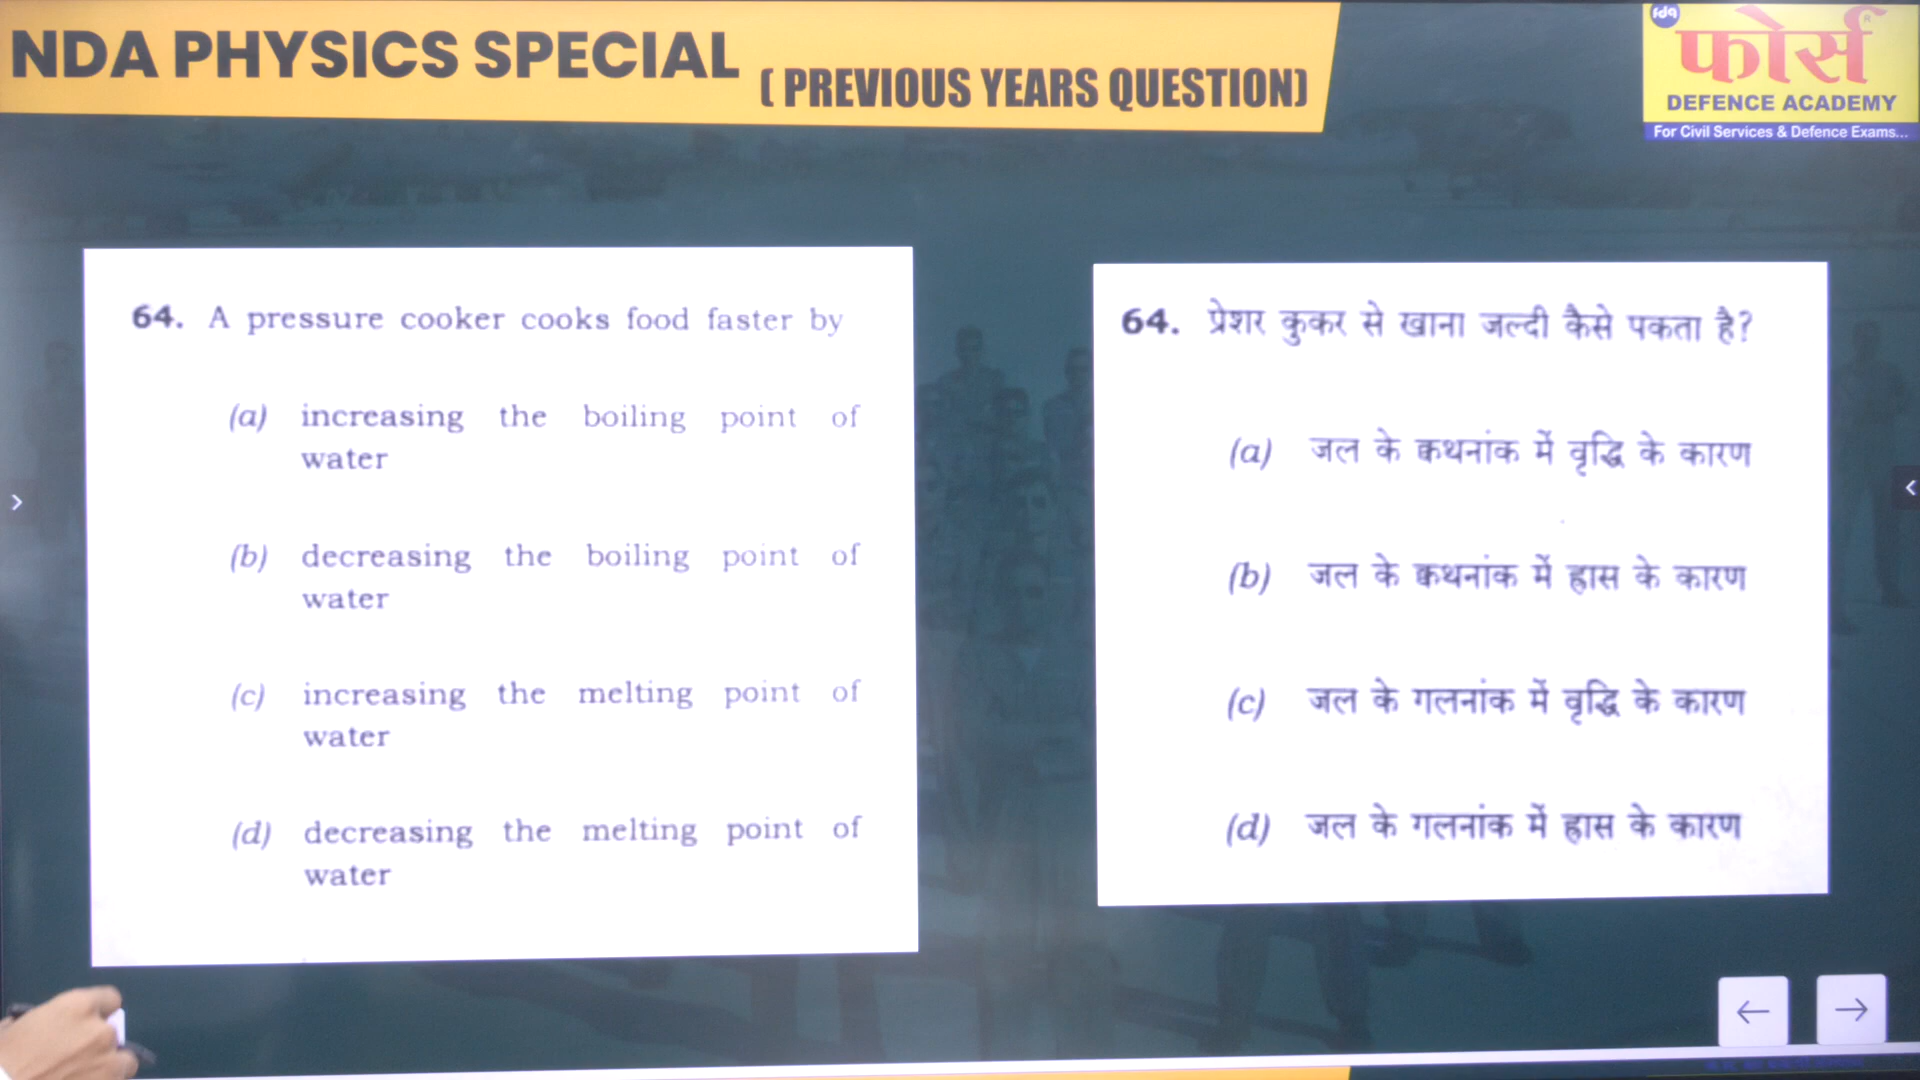 NDA PHYSICS SPECIAL ( PREVIOUS YEARS QUESTION)
fda
फोर्स
R
DEFENCE ACADEMY
For Civil Services & Defence Exams...
64. A pressure cooker cooks food faster by
(a) increasing the boiling point of
water
(b) decreasing the boiling point of
water
(c) increasing the melting point of
water
(d) decreasing the melting point of
water
64. प्रेशर कुकर से खाना जल्दी कैसे पकता है?
(a) जल के क्वथनांक में वृद्धि के कारण
(b) जल के क्वथनांक में ह्रास के कारण
(c) जल के गलनांक में वृद्धि के कारण
(d) जल के गलनांक में ह्रास के कारण